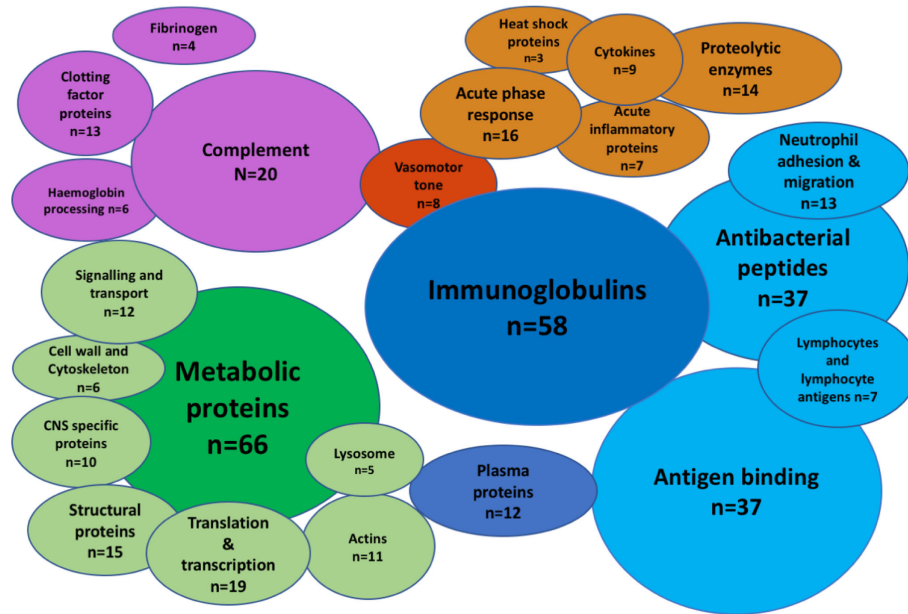 Fibrinogen
n=4
Clotting
factor
proteins
n=13
Complement
N=20
Haemoglobin
processing n=6
Heat shock
proteins
n=3
Cytokines
n=9
Proteolytic
enzymes
n=14
Acute phase
response
n=16
Acute
inflammatory
proteins
n=7
Vasomotor
tone
n=8
Neutrophil
adhesion &
migration
n=13
Antibacterial
peptides
n=37
Immunoglobulins
n=58
Lymphocytes
and
lymphocyte
antigens n=7
Signalling and
transport
n=12
Cell wall and
Cytoskeleton
n=6
Metabolic
proteins
n=66
CNS specific
proteins
n=10
Lysosome
n=5
Plasma
proteins
n=12
Antigen binding
n=37
Structural
proteins
n=15
Translation
&
transcription
n=19
Actins
n=11